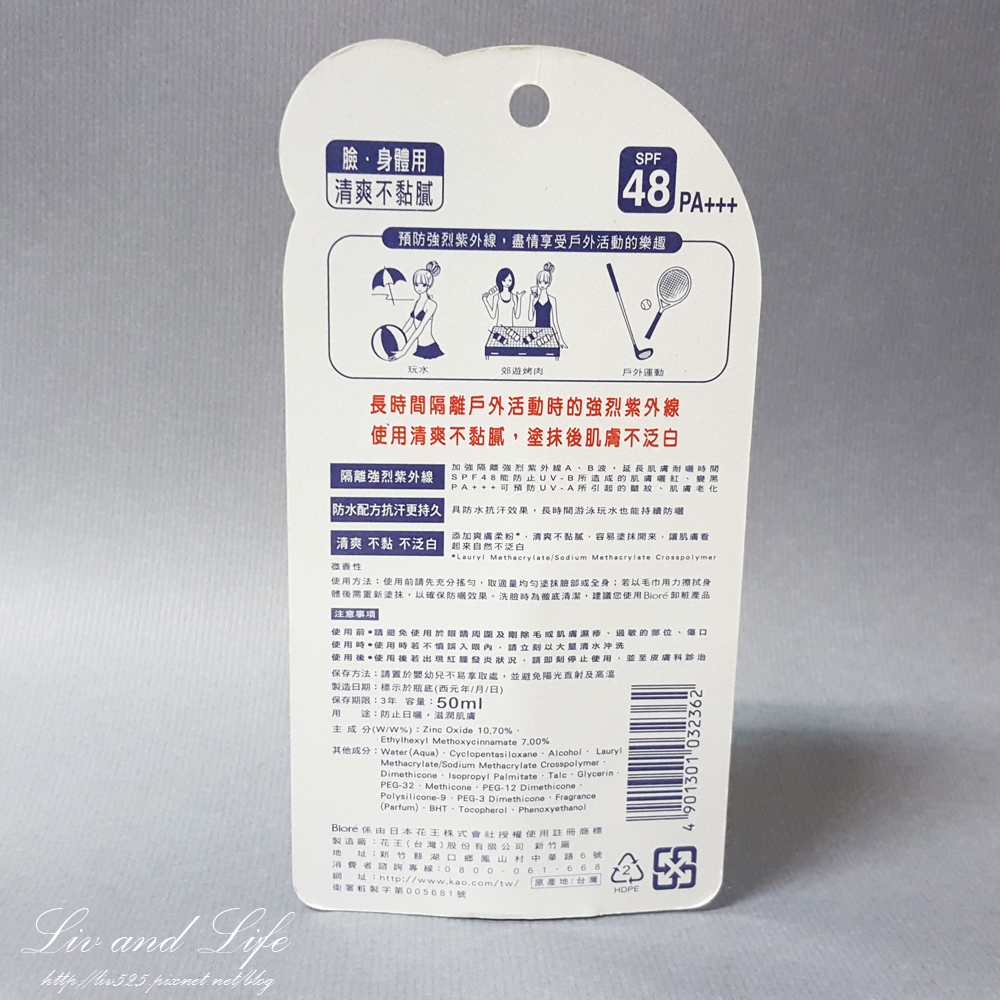 臉．身體用
清爽不黏膩
SPF
48 PA+++
預防強烈紫外線，盡情享受戶外活動的樂趣
玩水
郊遊烤肉
戶外運動
長時間隔離戶外活動時的強烈紫外線
使用清爽不黏膩，塗抹後肌膚不泛白
隔離強烈紫外線
加強隔離強烈紫外線A、B波，延長肌膚耐曬時間
SPF48能防止UV-B所造成的肌膚曬紅、變黑
PA+++可預防UV-A所引起的皺紋、肌膚老化
防水配方抗汗更持久
具防水抗汗效果，長時間游泳玩水也能持續防曬
清爽 不黏 不泛白
添加爽膚柔粉*，清爽不黏膩，容易塗抹開來，讓肌膚看
起來自然不泛白
*Lauryl Methacrylate/Sodium Methacrylate Crosspolymer
微香性
使用方法：使用前請先充分搖勻，取適量均勻塗抹臉部或全身；若以毛巾用力擦拭身
體後需重新塗抹，以確保防曬效果。洗臉時為徹底清潔，建議您使用Bioré卸粧產品
注意事項
使用前•請避免使用於眼睛周圍及剛除毛或肌膚濕疹、過敏的部位、傷口
使用時•使用時若不慎誤入眼內，請立刻以大量清水沖洗
使用後•使用後若出現紅腫發炎狀況，請即刻停止使用，並至皮膚科診治
保存方法：請置於嬰幼兒不易拿取處，並避免陽光直射及高溫
製造日期：標示於瓶底(西元年/月/日)
保存期限：3年 容量：50ml
用　途：防止日曬，滋潤肌膚
主 成 分(W/W%)：Zinc Oxide 10.70%．
Ethylhexyl Methoxycinnamate 7.00%
其他成分：Water(Aqua)．Cyclopentasiloxane．Alcohol．Lauryl
Methacrylate/Sodium Methacrylate Crosspolymer．
Dimethicone．Isopropyl Palmitate．Talc．Glycerin．
PEG-32．Methicone．PEG-12 Dimethicone．
Polysilicone-9．PEG-3 Dimethicone．Fragrance
(Parfum)．BHT．Tocopherol．Phenoxyethanol
4 901301 032362
Bioré 係由日本花王株式會社授權使用註冊商標
製造廠：花王(台灣)股份有限公司 新竹廠
地　址：新竹縣湖口鄉鳳山村中華路6號
消費者諮詢專線：0800-061-668
網　址：http://www.kao.com/tw/ 原產地：台灣
衛署粧製字第005681號
2
HDPE
Liv and Life
http://liv525.pixnet.net/blog